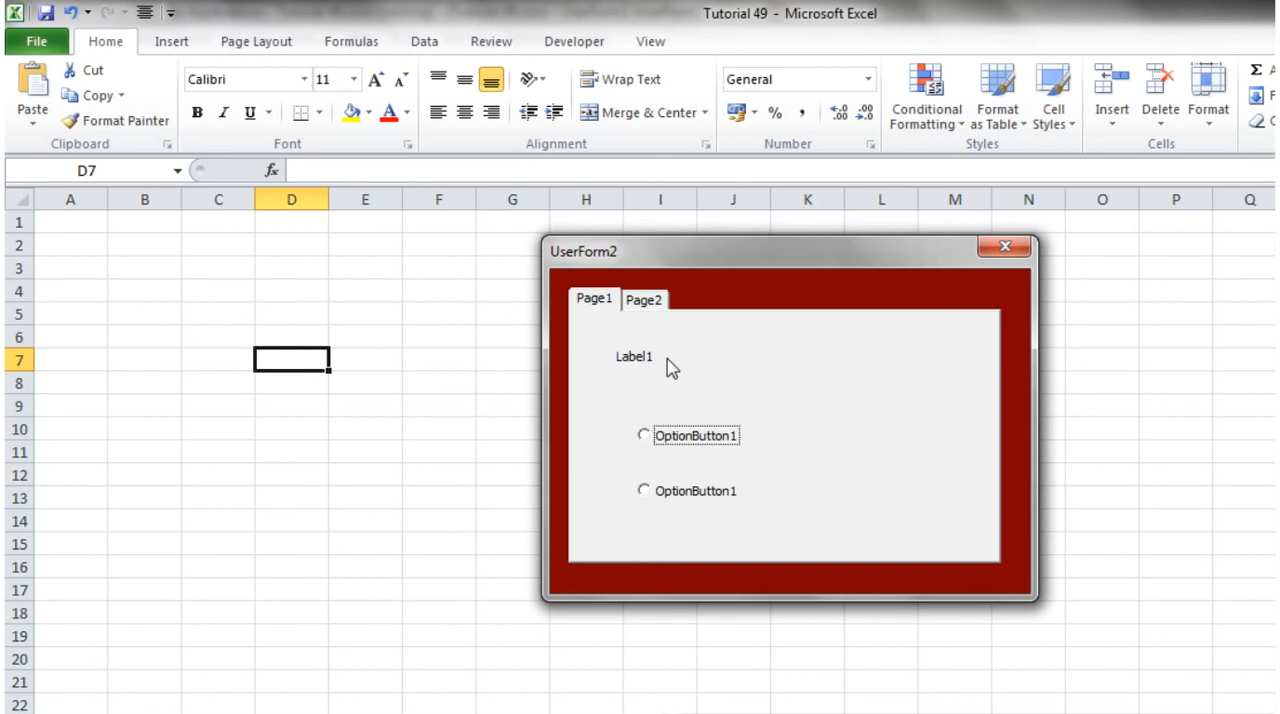 Tutorial 49 - Microsoft Excel
File Home Insert Page Layout Formulas Data Review Developer View
Paste
Cut
Copy
Format Painter
Clipboard
Calibri 11
B I U A
Font
Wrap Text
Merge & Center
Alignment
General
% ,
Number
Conditional Formatting
Format as Table
Cell Styles
Styles
Insert
Delete
Format
Cells
Σ
D7 fx
A B C D E F G H I J K L M N O P Q
1
2
3
4
5
6
7
8
9
10
11
12
13
14
15
16
17
18
19
20
21
22
UserForm2
Page1 Page2
Label1
OptionButton1
OptionButton1